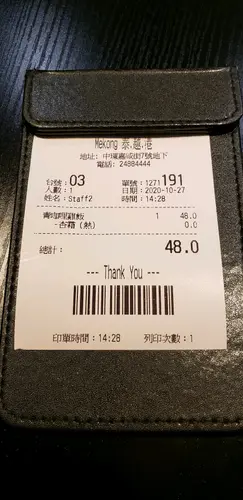 Mekong 泰.越.港
地址: 中環嘉咸街7號地下
電話: 24884444
台號:03 單號:1271191
人數:1 日期:2020-10-27
姓名:Staff2 時間:14:28
1 48.0
0.0
總計: 48.0
--- Thank You ---
印單時間:14:28 列印次數:1